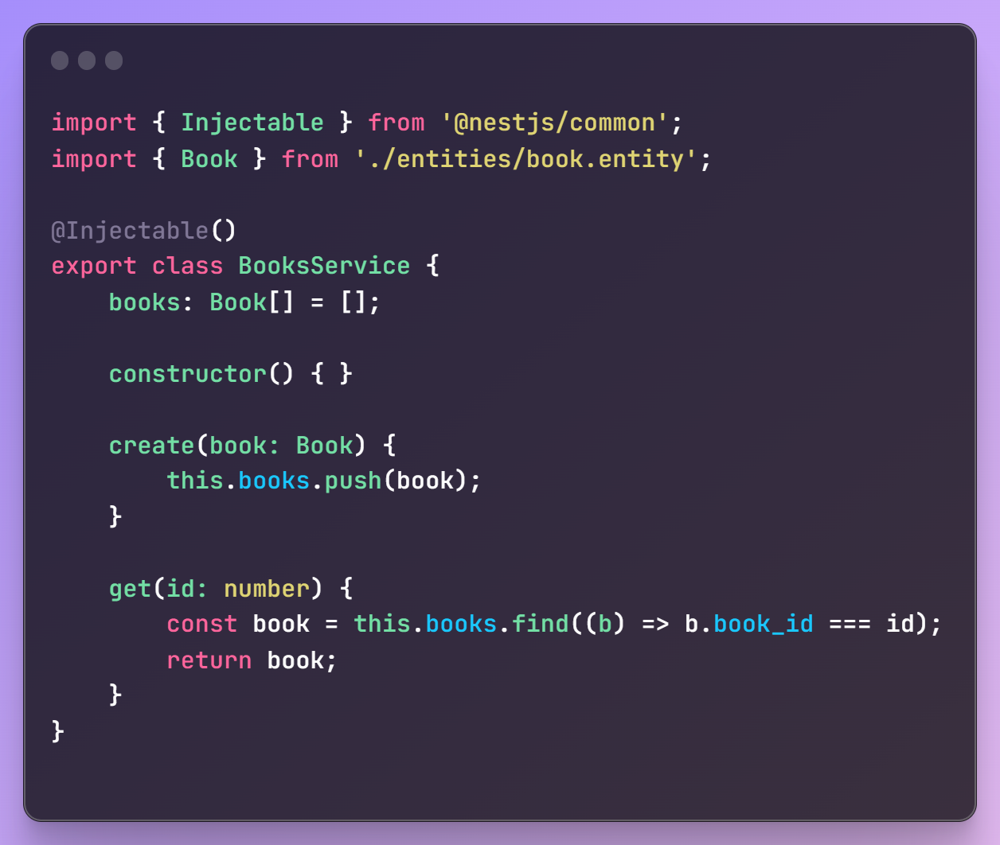 import { Injectable } from '@nestjs/common';
import { Book } from './entities/book.entity';

@Injectable()
export class BooksService {
    books: Book[] = [];

    constructor() { }

    create(book: Book) {
        this.books.push(book);
    }

    get(id: number) {
        const book = this.books.find((b) => b.book_id === id);
        return book;
    }
}